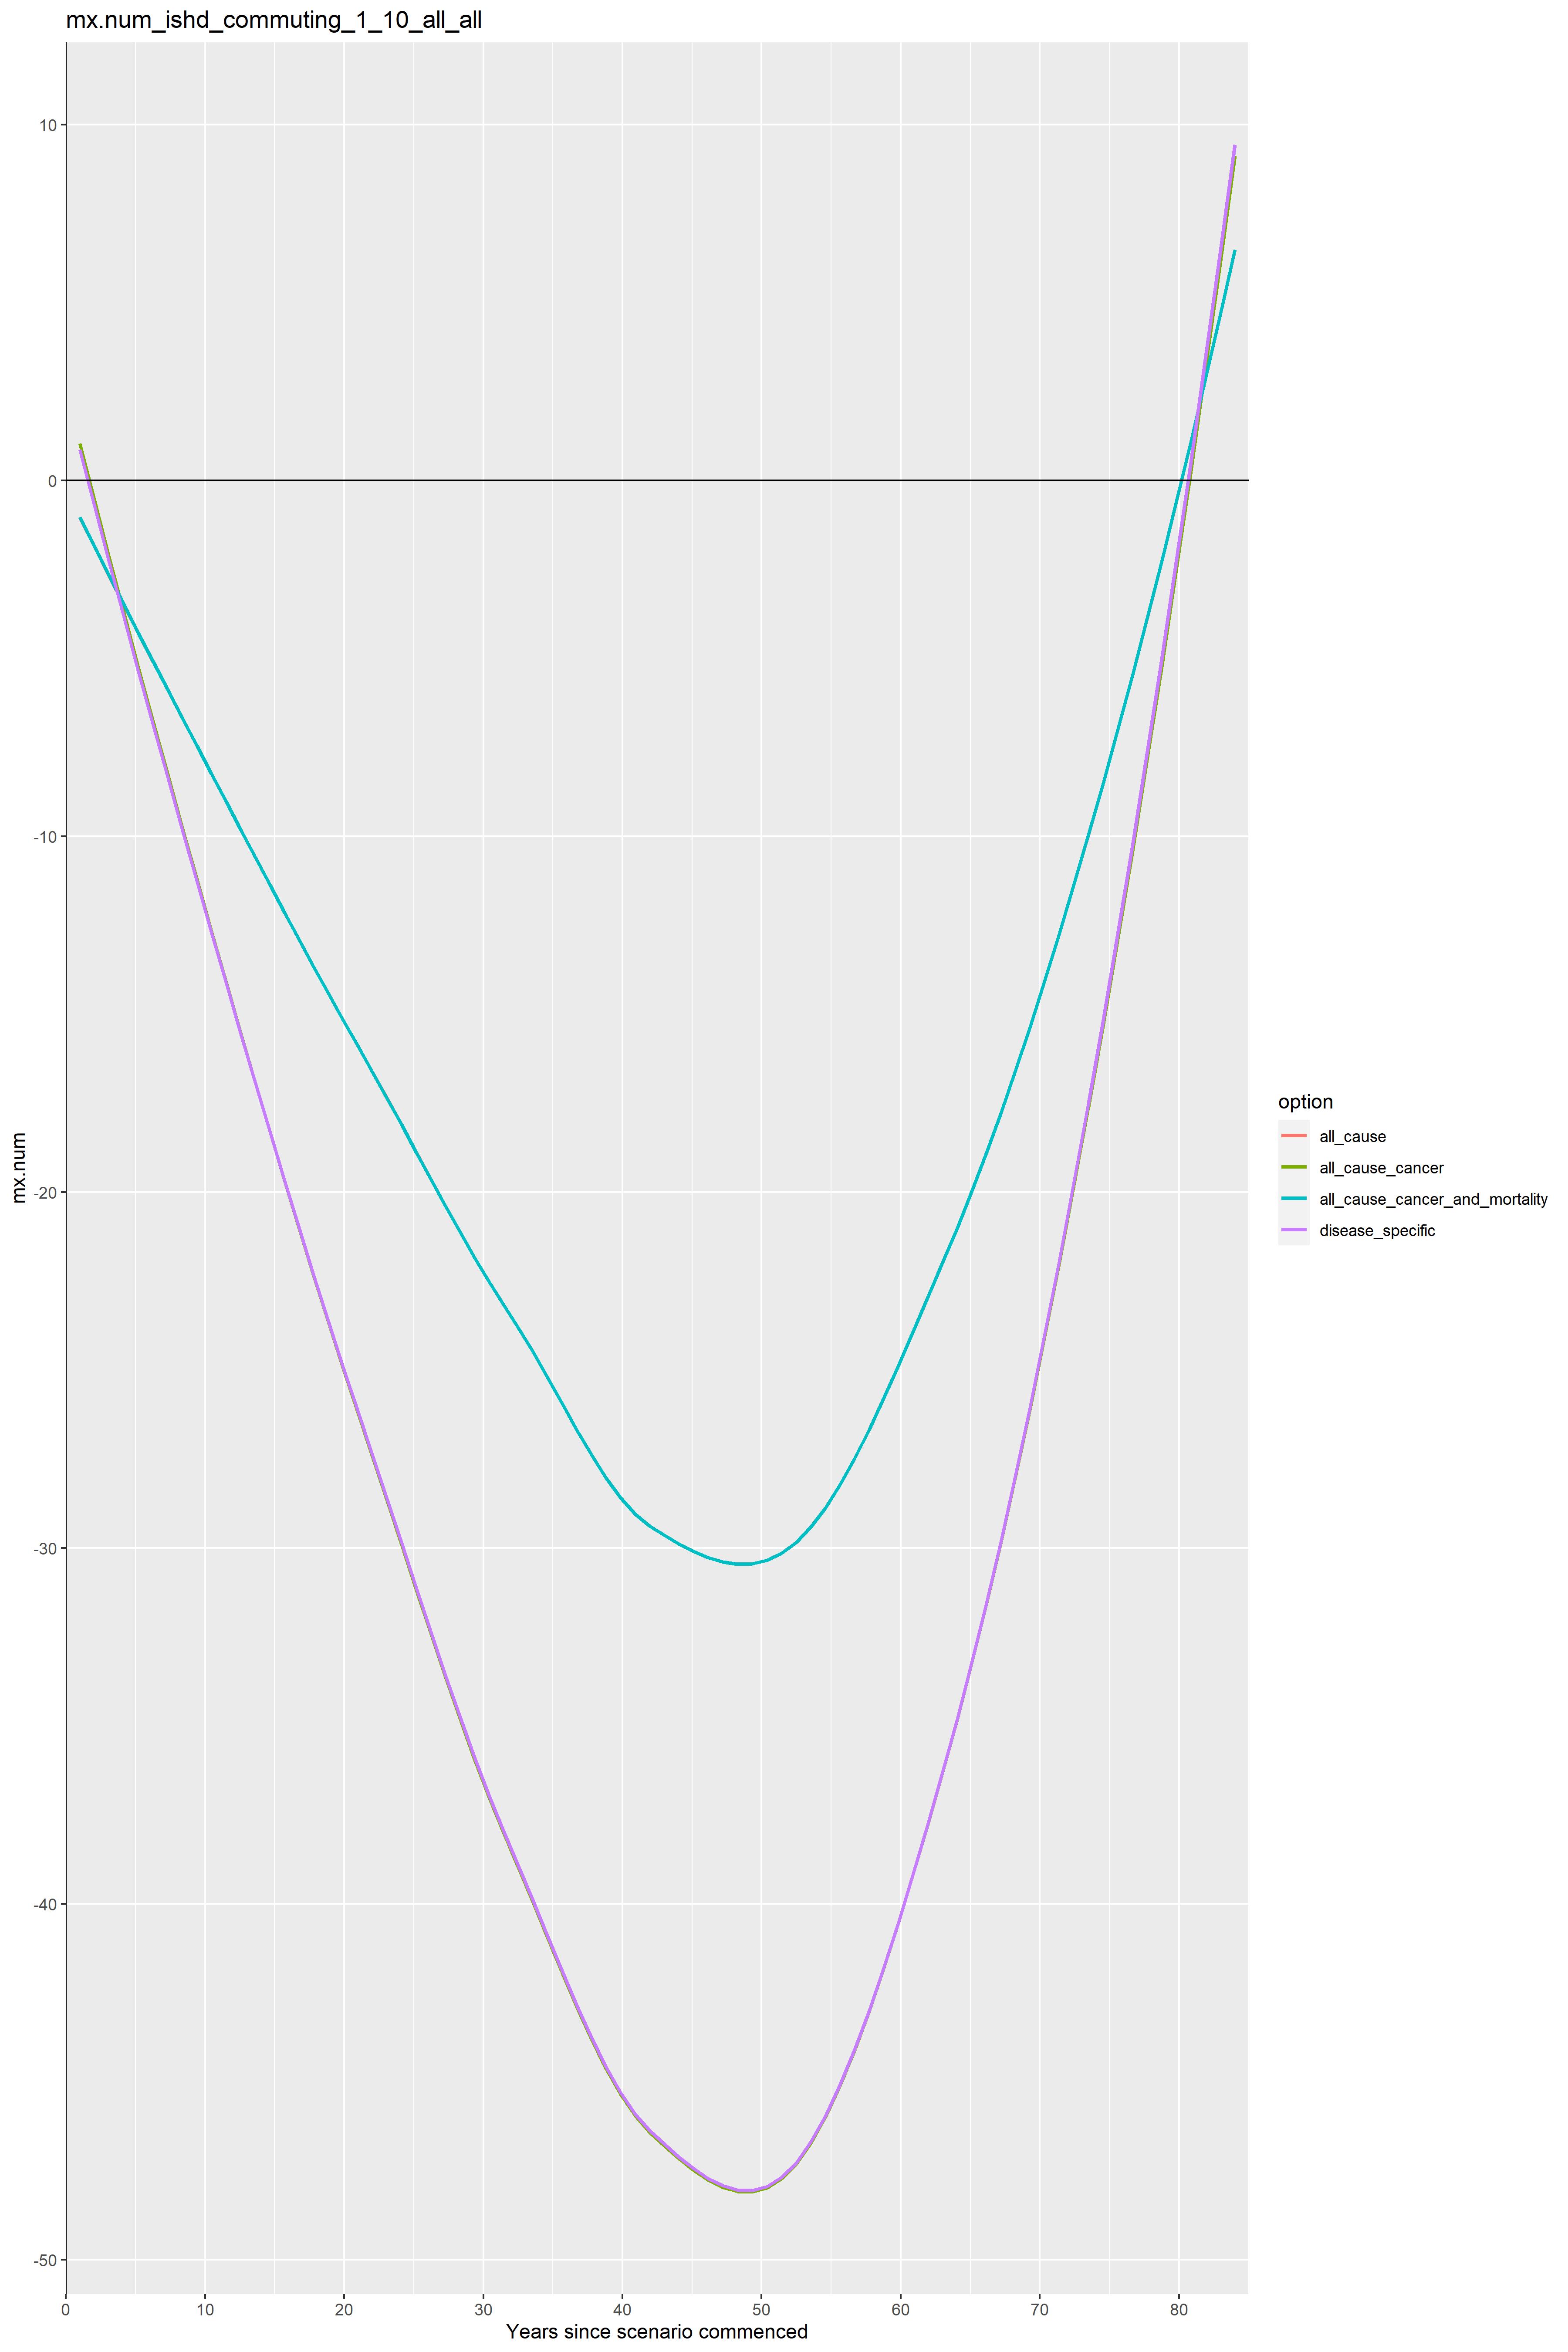 mx.num_ishd_commuting_1_10_all_all
10
0
-10
-20
-30
-40
-50
mx.num
0 10 20 30 40 50 60 70 80
Years since scenario commenced
option
all_cause
all_cause_cancer
all_cause_cancer_and_mortality
disease_specific